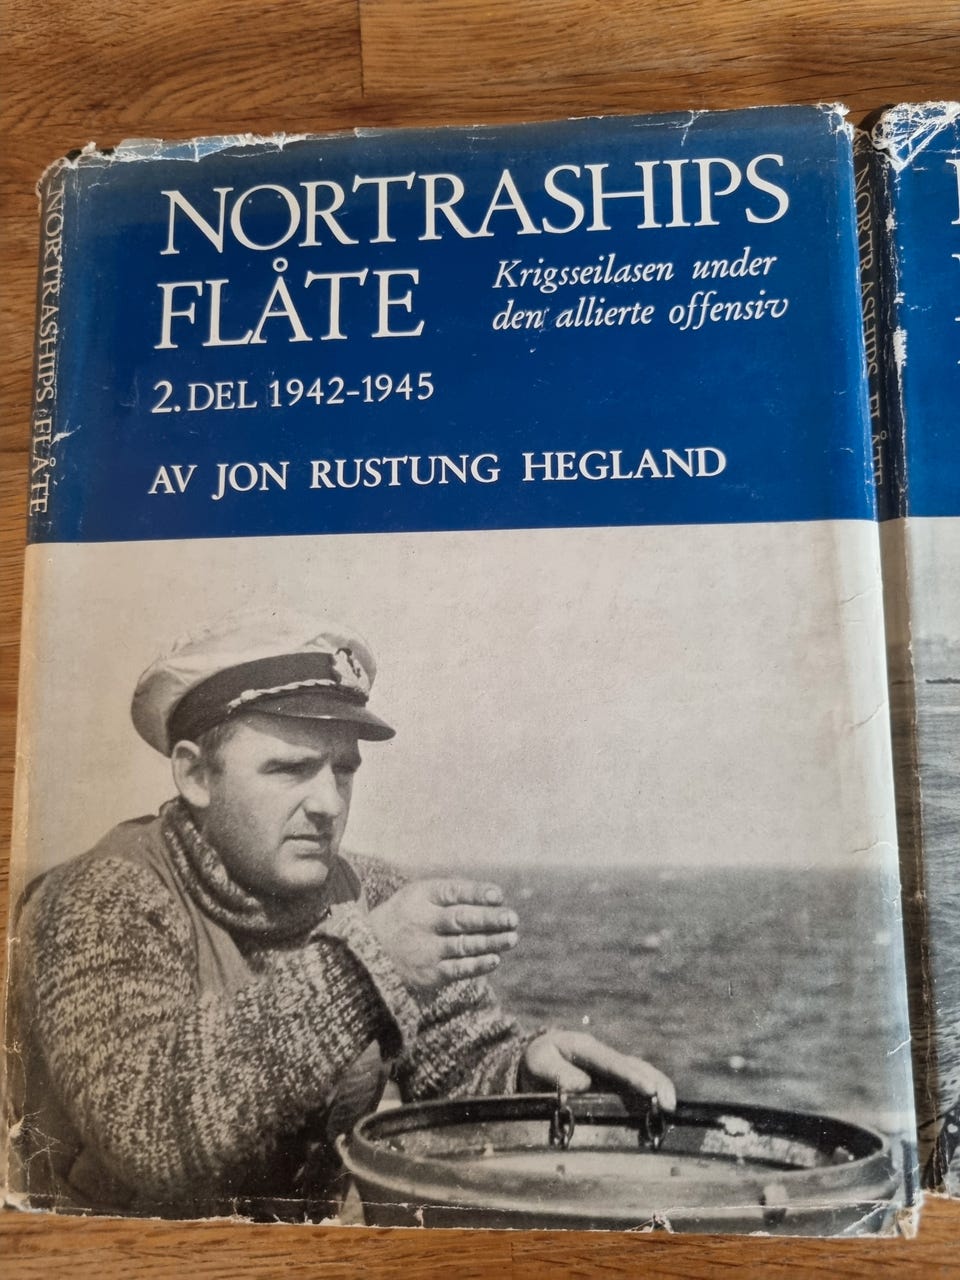 NORTRASHIPS
FLÅTE
Krigsseilasen under
den allierte offensiv
2. DEL 1942-1945
AV JON RUSTUNG HEGLAND
NORTRASHIPS FLÅTE
NORTRASHIPS FLÅTE